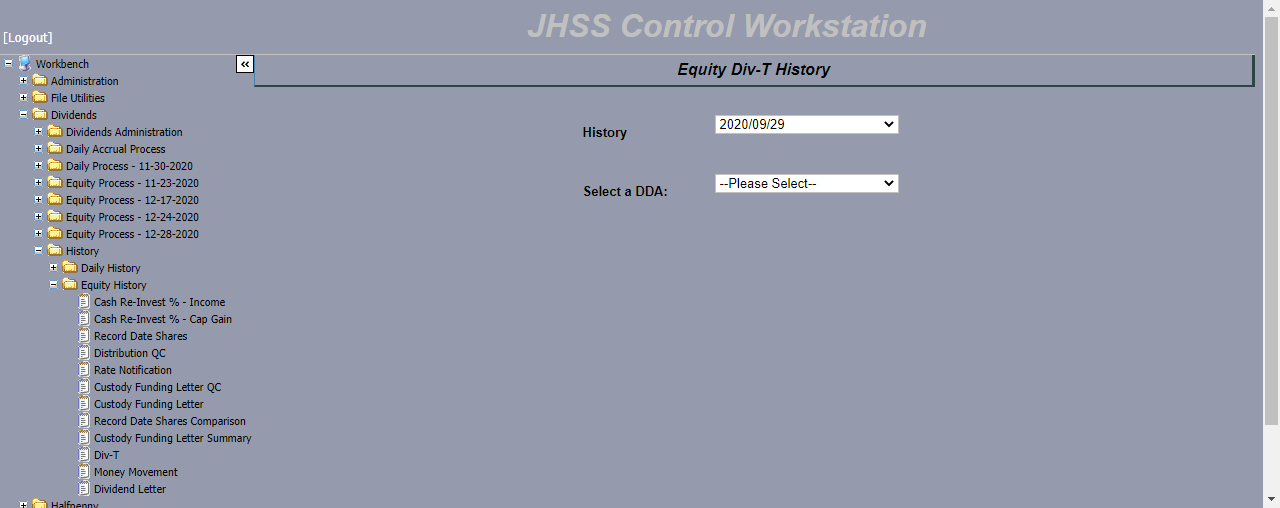 JHSS Control Workstation
[Logout]
Workbench
«
Equity Div-T History
Administration
File Utilities
Dividends
Dividends Administration
Daily Accrual Process
Daily Process - 11-30-2020
Equity Process - 11-23-2020
Equity Process - 12-17-2020
Equity Process - 12-24-2020
Equity Process - 12-28-2020
History
Daily History
Equity History
Cash Re-Invest % - Income
Cash Re-Invest % - Cap Gain
Record Date Shares
Distribution QC
Rate Notification
Custody Funding Letter QC
Custody Funding Letter
Record Date Shares Comparison
Custody Funding Letter Summary
Div-T
Money Movement
Dividend Letter
Halfpenny
History 2020/09/29
Select a DDA: --Please Select--